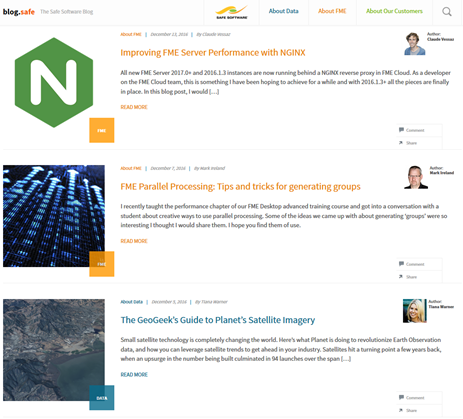 blog.safe The Safe Software Blog SAFE SOFTWARE About Data About FME About Our Customers
About FME | December 13, 2016 | By Claude Vessaz
Author:
Claude Vessaz
Improving FME Server Performance with NGINX
All new FME Server 2017.0+ and 2016.1.3 instances are now running behind a NGINX reverse proxy in FME Cloud. As a developer
on the FME Cloud team, this is something I have been hoping to achieve for a while and with 2016.1.3+ all the pieces are finally
in place. In this blog post, I would [...]
READ MORE
N
FME
Comment
Share
About FME | December 7, 2016 | By Mark Ireland
Author:
Mark Ireland
FME Parallel Processing: Tips and tricks for generating groups
I recently taught the performance chapter of our FME Desktop advanced training course and got into a conversation with a
student about creative ways to use parallel processing. Some of the ideas we came up with about generating 'groups' were so
interesting I thought I would share them. I hope you find them of use.
READ MORE
FME
Comment
Share
About Data | December 5, 2016 | By Tiana Warner
Author:
Tiana Warner
The GeoGeek's Guide to Planet's Satellite Imagery
Small satellite technology is completely changing the world. Here's what Planet is doing to revolutionize Earth Observation
data, and how you can leverage satellite trends to get ahead in your industry. Satellites hit a turning point a few years back,
when an upsurge in the number being built culminated in 94 launches over the span [...]
READ MORE
DATA
Comment
Share